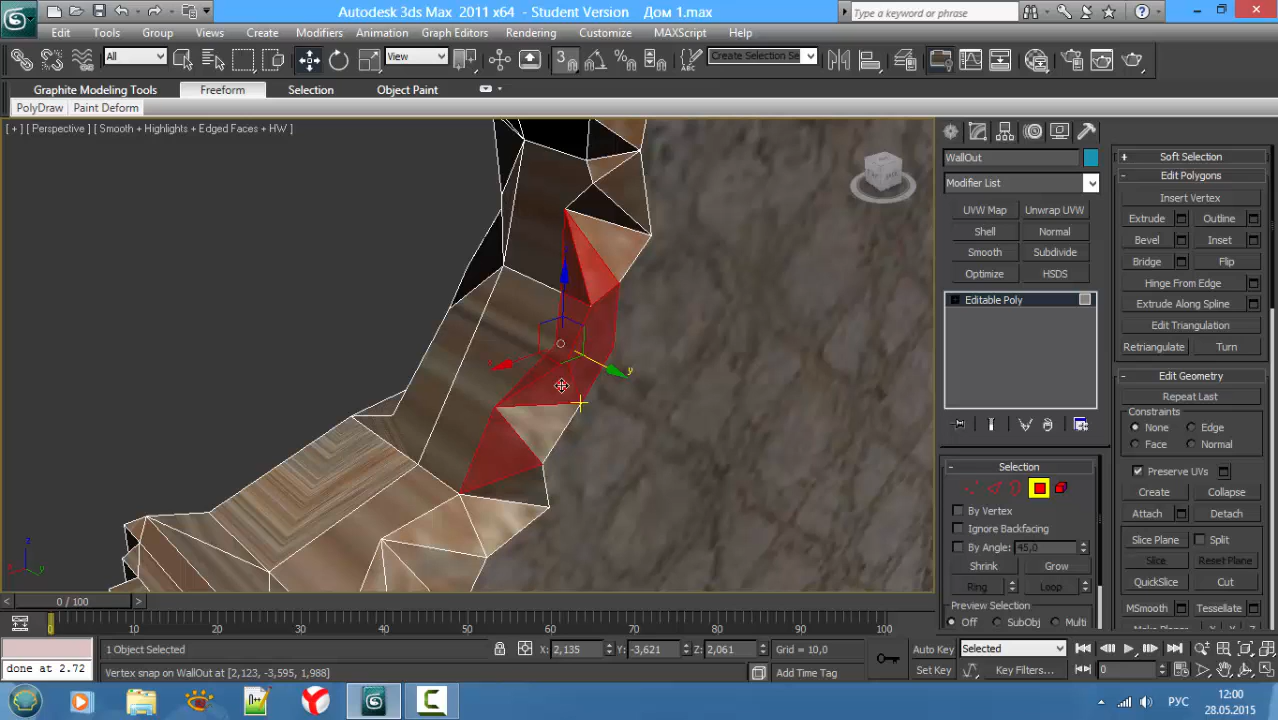 Autodesk 3ds Max 2011 x64 - Student Version Дом 1.max
Type a keyword or phrase
Edit Tools Group Views Create Modifiers Animation Graph Editors Rendering Customize MAXScript Help
All View 3 Create Selection Se
Graphite Modeling Tools Freeform Selection Object Paint
PolyDraw Paint Deform
[ + ] [ Perspective ] [ Smooth + Highlights + Edged Faces + HW ]
y
z
x y
WallOut
Modifier List
UVW Map Unwrap UVW
Shell Normal
Smooth Subdivide
Optimize HSDS
Editable Poly
Selection
By Vertex
Ignore Backfacing
By Angle: 45,0
Shrink Grow
Ring Loop
Preview Selection
Off SubObj Multi
Soft Selection
Edit Polygons
Insert Vertex
Extrude Outline
Bevel Inset
Bridge Flip
Hinge From Edge
Extrude Along Spline
Edit Triangulation
Retriangulate Turn
Edit Geometry
Repeat Last
Constraints
None Edge
Face Normal
Preserve UVs
Create Collapse
Attach Detach
Slice Plane Split
Slice Reset Plane
QuickSlice Cut
MSmooth Tessellate
0 / 100
10 20 30 40 50 60 70 80 90 100
1 Object Selected X: 2,135 Y: -3,621 Z: 2,061 Grid = 10,0 Auto Key Selected
done at 2.72 Vertex snap on WallOut at [2,123, -3,595, 1,988] Add Time Tag Set Key Key Filters... 0
РУС 12:00
28.05.2015